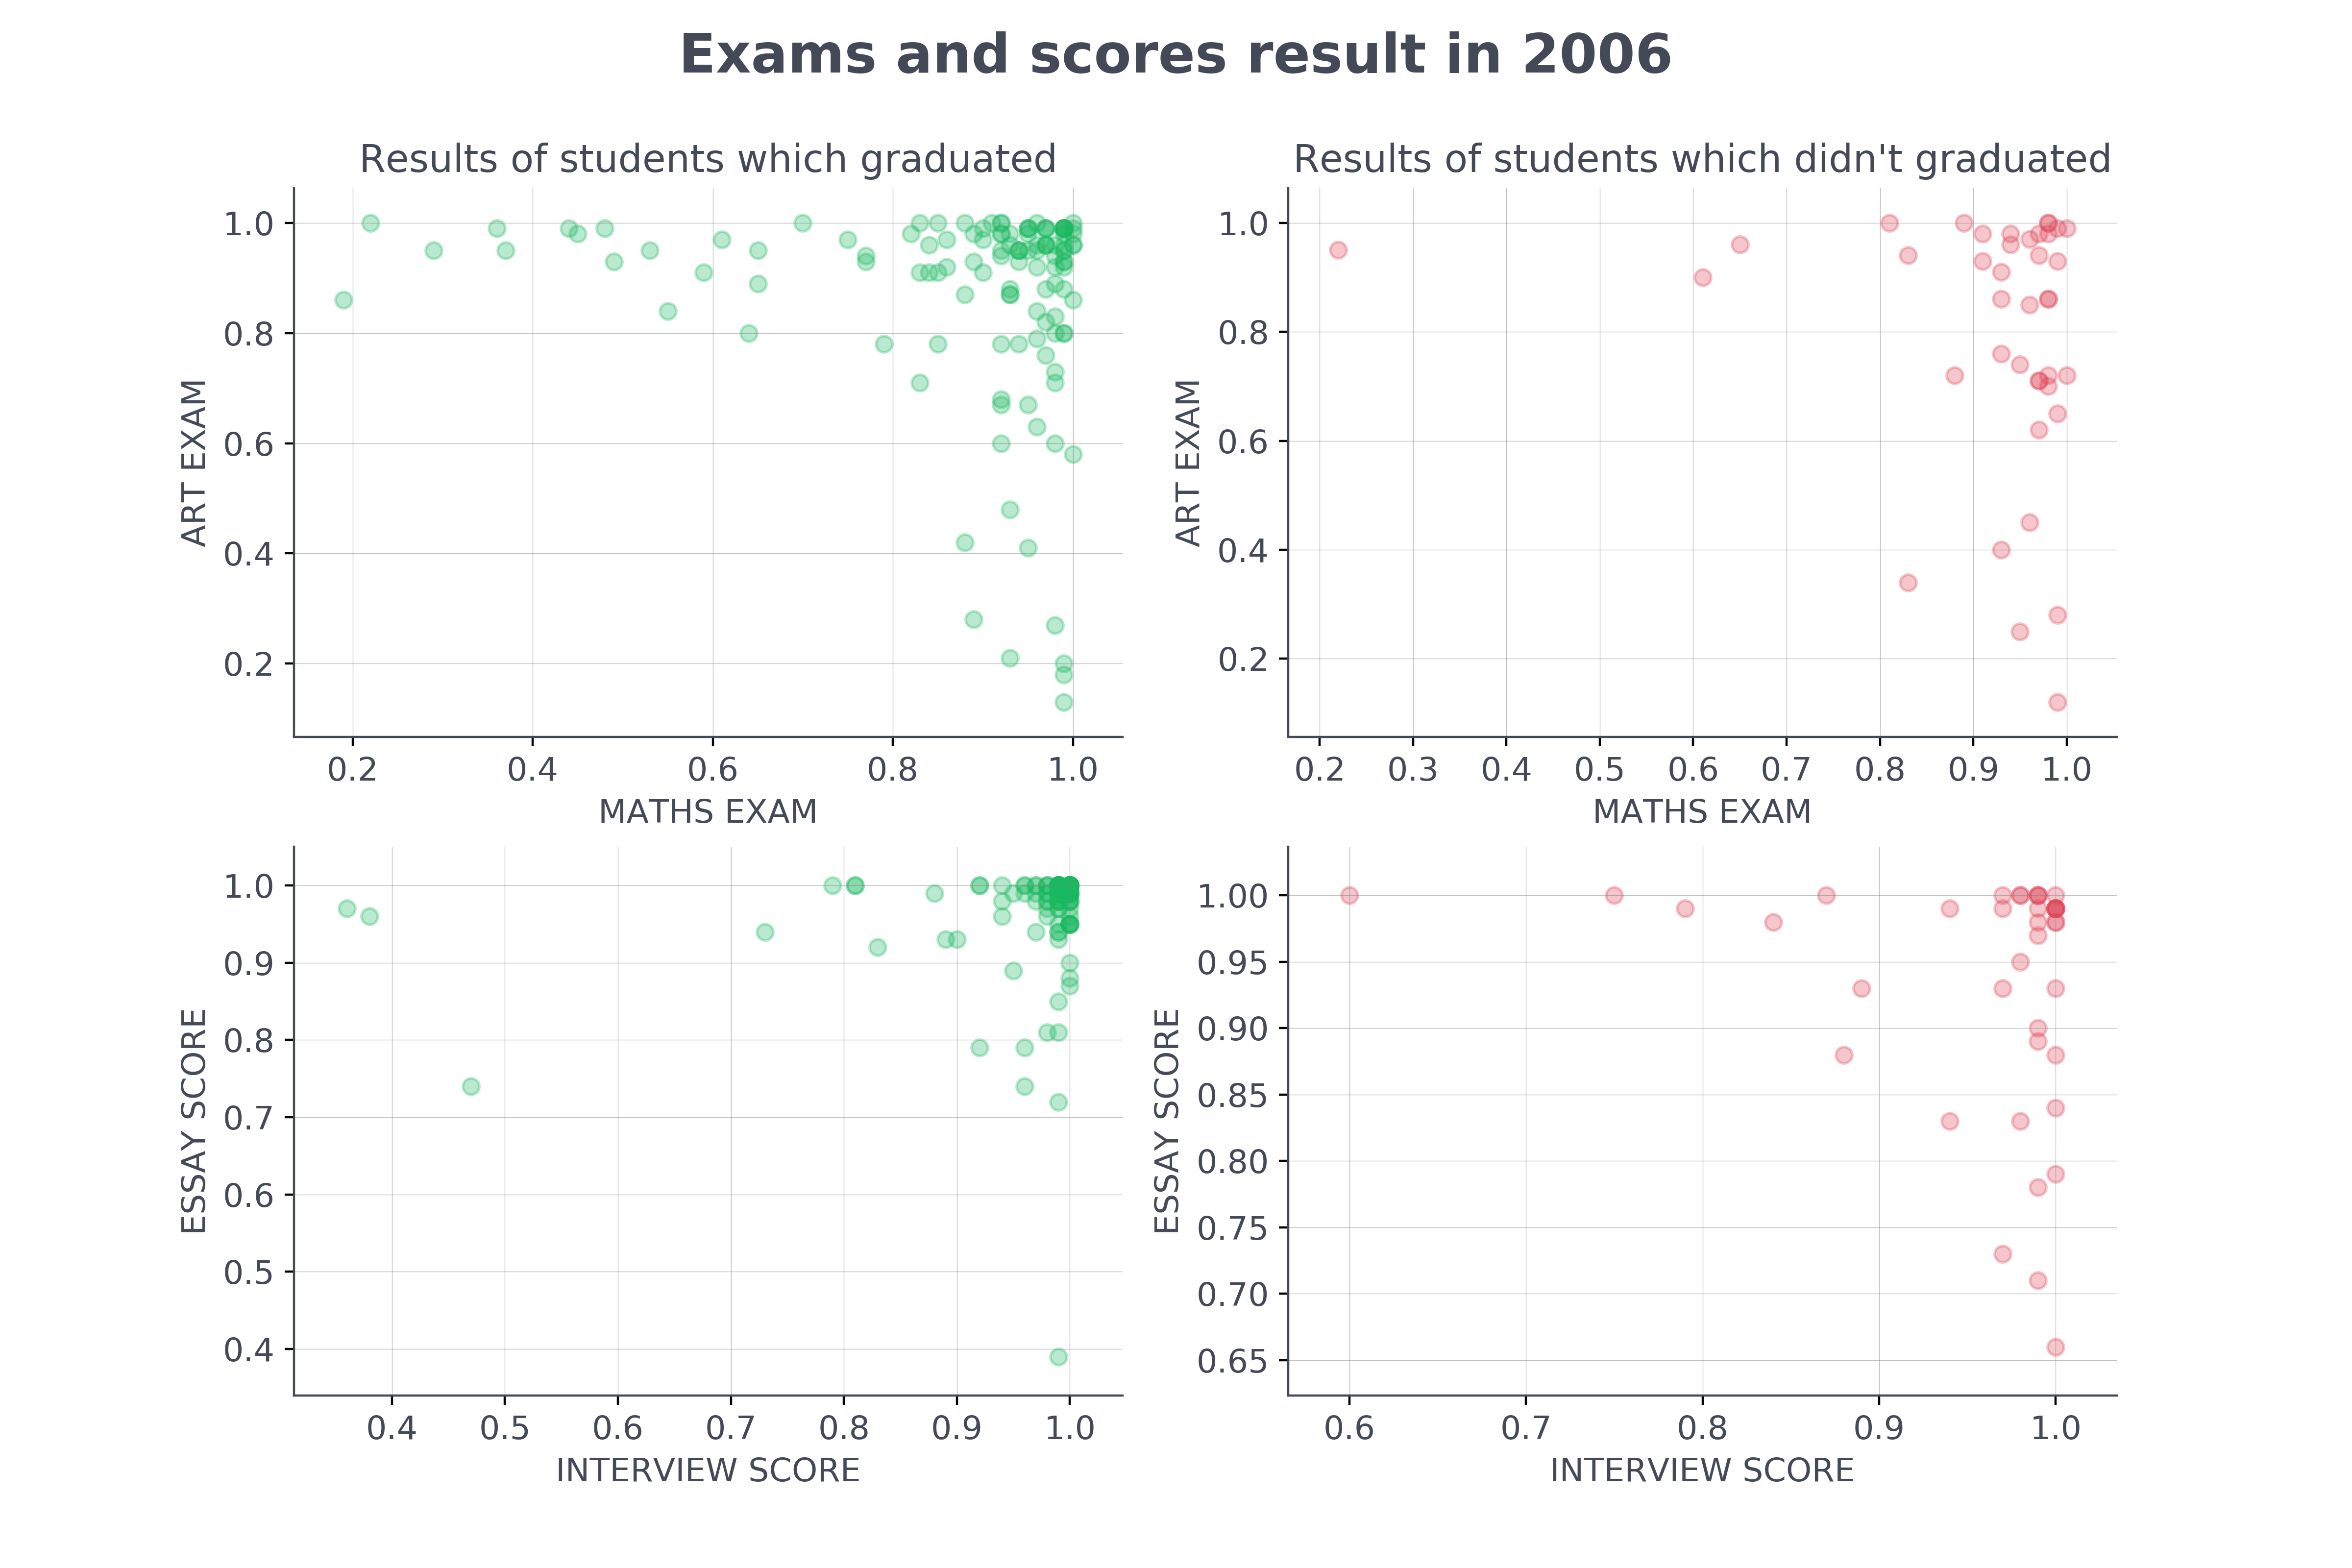 Exams and scores result in 2006
Results of students which graduated
1.0
0.8
0.6
0.4
0.2
ART EXAM
0.2 0.4 0.6 0.8 1.0
MATHS EXAM
Results of students which didn't graduated
1.0
0.8
0.6
0.4
0.2
ART EXAM
0.2 0.3 0.4 0.5 0.6 0.7 0.8 0.9 1.0
MATHS EXAM
1.0
0.9
0.8
0.7
0.6
0.5
0.4
ESSAY SCORE
0.4 0.5 0.6 0.7 0.8 0.9 1.0
INTERVIEW SCORE
1.00
0.95
0.90
0.85
0.80
0.75
0.70
0.65
ESSAY SCORE
0.6 0.7 0.8 0.9 1.0
INTERVIEW SCORE